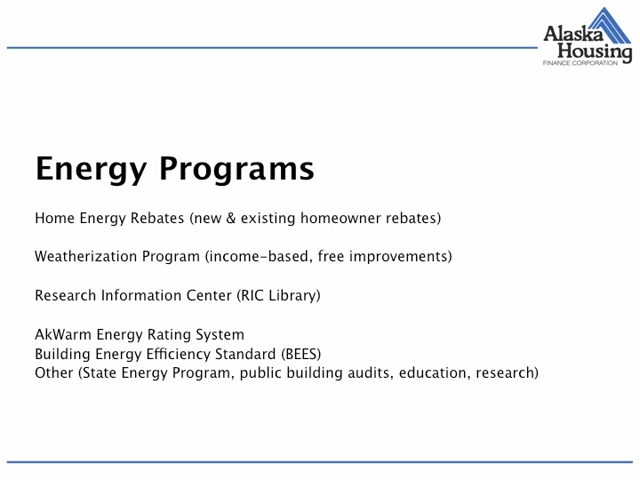 Alaska
Housing
FINANCE CORPORATION
Energy Programs
Home Energy Rebates (new & existing homeowner rebates)
Weatherization Program (income-based, free improvements)
Research Information Center (RIC Library)
AkWarm Energy Rating System
Building Energy Efficiency Standard (BEES)
Other (State Energy Program, public building audits, education, research)